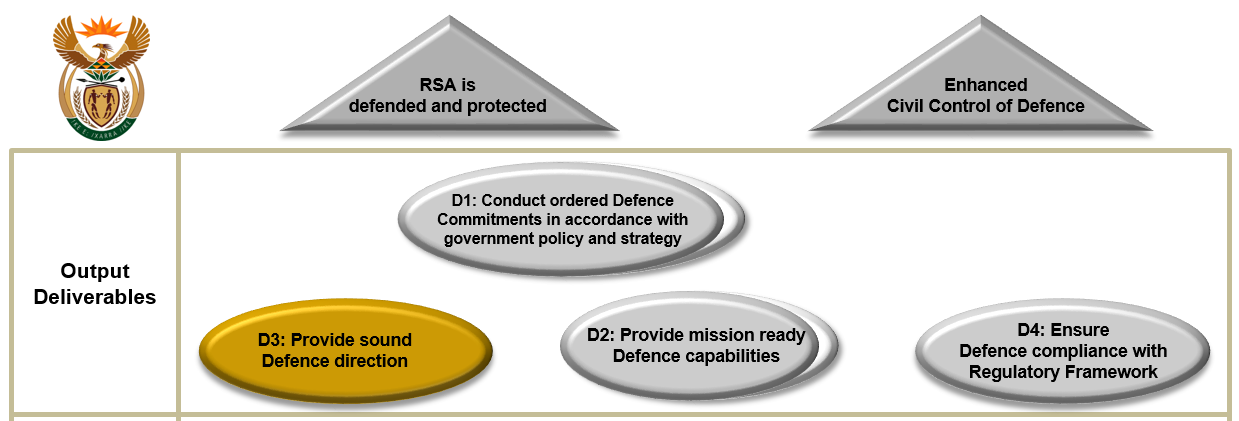 RSA is
defended and protected
Enhanced
Civil Control of Defence
Output
Deliverables
D1: Conduct ordered Defence
Commitments in accordance with
government policy and strategy
D3: Provide sound
Defence direction
D2: Provide mission ready
Defence capabilities
D4: Ensure
Defence compliance with
Regulatory Framework